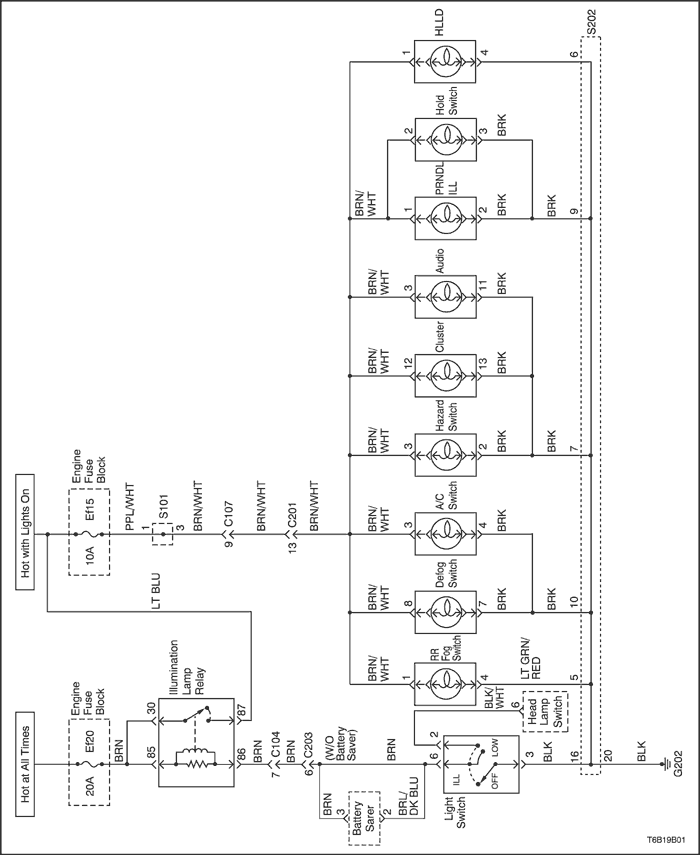 HLLD
1
4
6
S202
Hold
Switch
2
3
BRK
BRN/
WHT
PRNDL
ILL
1
2
BRK
BRK
9
Audio
BRN/
WHT
3
11
BRK
Cluster
BRN/
WHT
12
13
BRK
Hazard
Switch
BRN/
WHT
3
2
BRK
BRK
7
A/C
Switch
3
4
BRK
Defog
Switch
BRN/
WHT
8
7
BRK
BRK
10
RR
Fog
Switch
BRN/
WHT
1
4
LT GRN/
RED
5
Hot with Lights On
Engine
Fuse
Block
Ef15
10A
PPL/WHT
1
S101
3
BRN/WHT
C107
9
BRN/WHT
C201
13
BRN/WHT
LT BLU
Hot at All Times
Engine
Fuse
Block
Ef20
20A
BRN
Illumination
Lamp
Relay
30
85
87
86
BRN
C104
7
BRN
C203
6
(W/O
Battery
Saver)
BRN
BRN
3
Battery
Sarer
2
BRL/
DK BLU
2
6
BLK/
WHT
6
Head
Lamp
Switch
ILL
LOW
OFF
Light
Switch
3
BLK
16
20
BLK
G202
T6B19B01